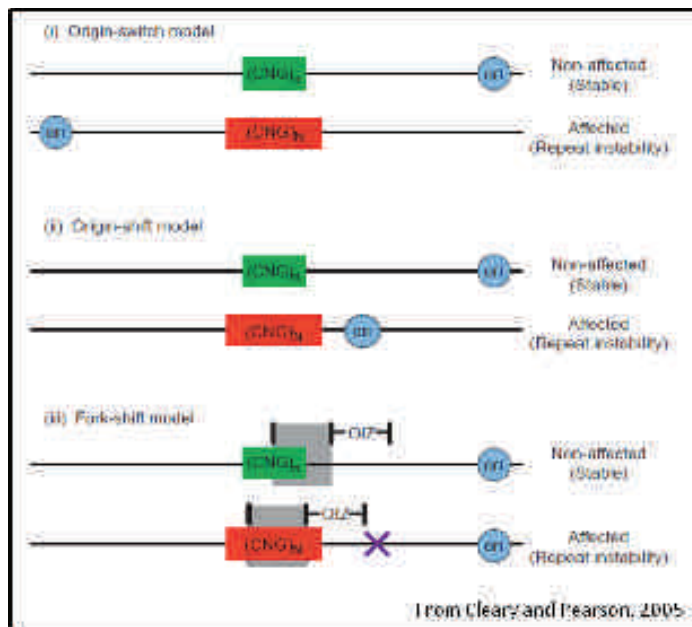 (i) Origin-switch model
(CNG)n
ori
Non-affected
(Stable)
ori
(CNG)N
Affected
(Repeat instability)
(ii) Origin-shift model
(CNG)n
ori
Non-affected
(Stable)
(CNG)N
ori
Affected
(Repeat instability)
(iii) Fork-shift model
OIZ
(CNG)n
ori
Non-affected
(Stable)
OIZ
(CNG)N
ori
Affected
(Repeat instability)
From Cleary and Pearson, 2005